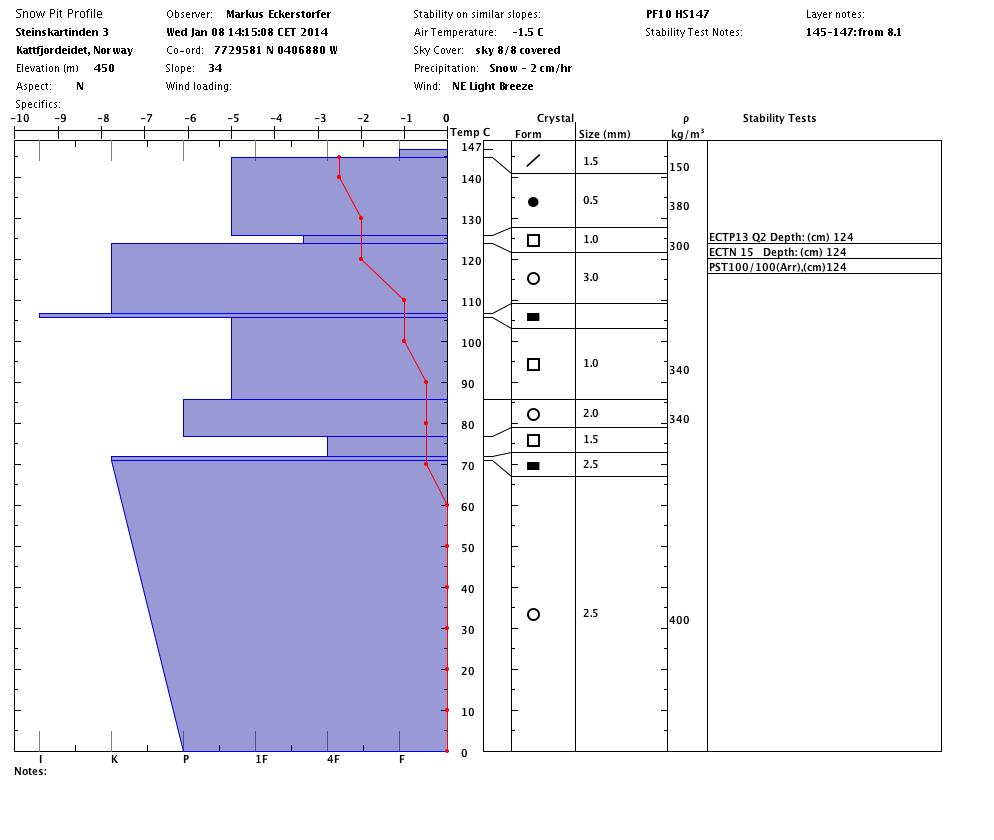 Snow Pit Profile Observer: Markus Eckerstorfer Stability on similar slopes: PF10 HS147 Layer notes:
Steinskartinden 3 Wed Jan 08 14:15:08 CET 2014 Air Temperature: -1.5 C Stability Test Notes: 145-147: from 8.1
Kattfjordeidet, Norway Co-ord: 7729581 N 0406880 W Sky Cover: sky 8/8 covered
Elevation (m) 450 Slope: 34 Precipitation: Snow - 2 cm/hr
Aspect: N Wind loading: Wind: NE Light Breeze
Specifics:
-10 -9 -8 -7 -6 -5 -4 -3 -2 -1 0 Crystal ρ Stability Tests
Temp C Form Size (mm) kg/m³
147
1.5 150
140
0.5 380
130
1.0 300 ECTP13 Q2 Depth: (cm) 124
ECTN 15 Depth: (cm) 124
120 PST100/100(Arr),(cm)124
3.0
110
100
1.0 340
90
2.0 340
80
1.5
70 2.5
60
50
40
30 2.5 400
20
10
0
I K P 1F 4F F
Notes: